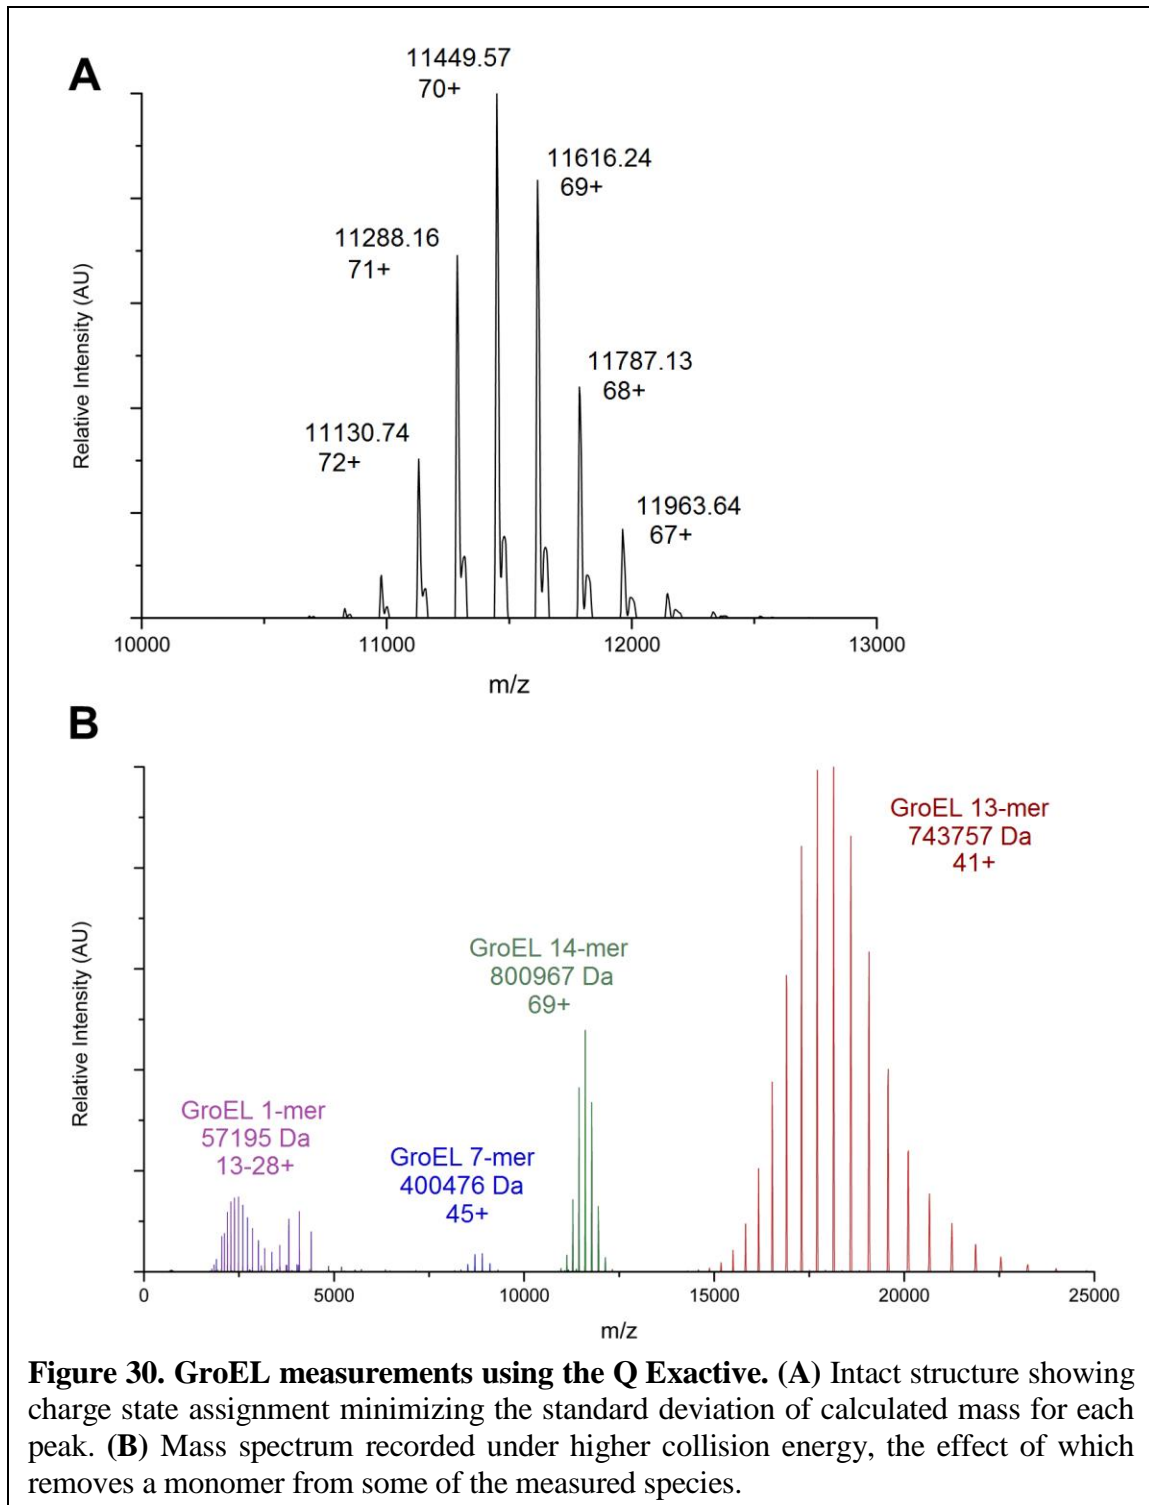 A
11449.57
70+
11616.24
69+
11288.16
71+
11787.13
68+
11130.74
72+
11963.64
67+
Relative Intensity (AU)
10000
11000
12000
13000
m/z
B
GroEL 13-mer
743757 Da
41+
GroEL 14-mer
800967 Da
69+
GroEL 1-mer
57195 Da
13-28+
GroEL 7-mer
400476 Da
45+
Relative Intensity (AU)
0
5000
10000
15000
20000
25000
m/z
Figure 30. GroEL measurements using the Q Exactive. (A) Intact structure showing
charge state assignment minimizing the standard deviation of calculated mass for each
peak. (B) Mass spectrum recorded under higher collision energy, the effect of which
removes a monomer from some of the measured species.